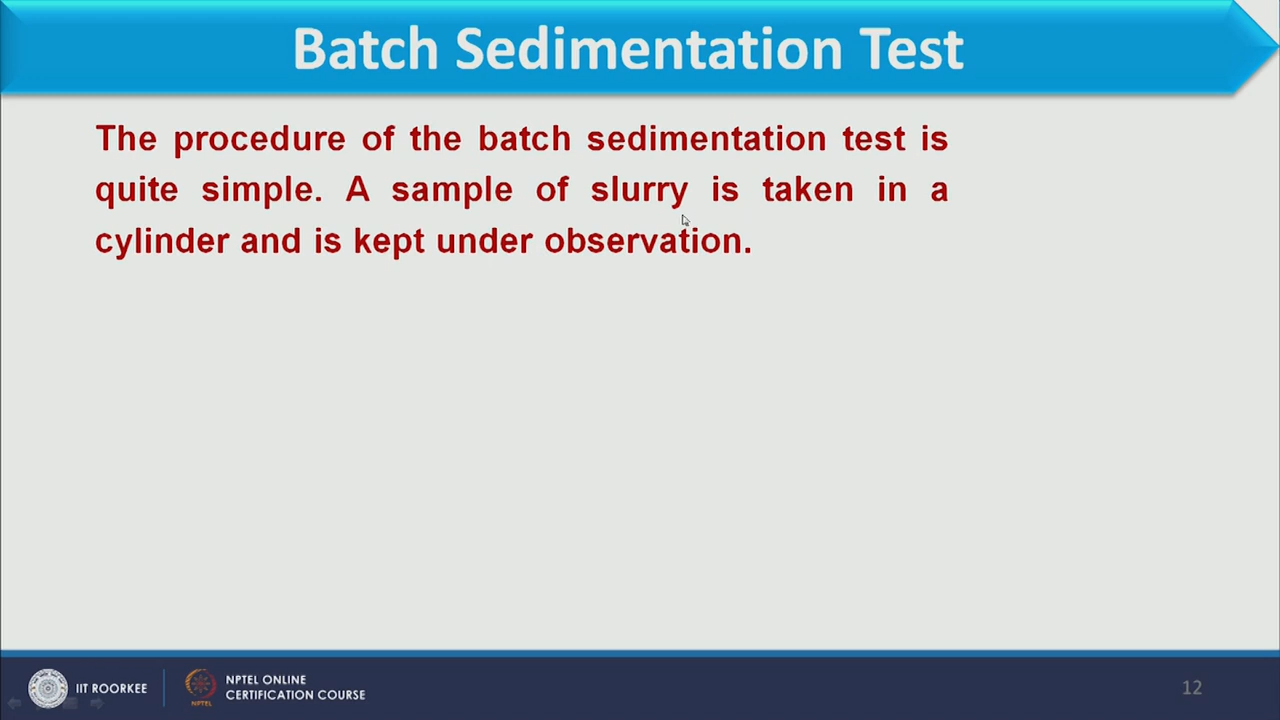 Batch Sedimentation Test
The procedure of the batch sedimentation test is
quite simple. A sample of slurry is taken in a
cylinder and is kept under observation.
IIT ROORKEE
NPTEL ONLINE
CERTIFICATION COURSE
NPTEL
12